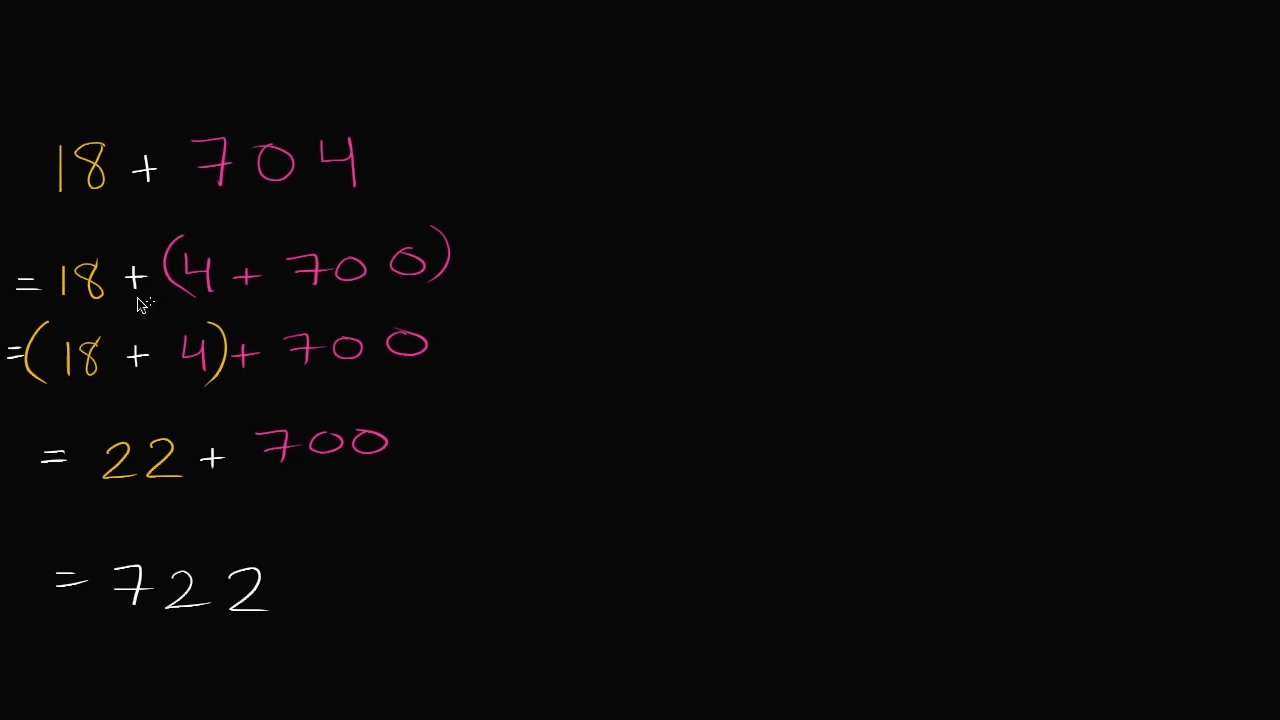 18 + 704
= 18 + (4 + 700)
= (18 + 4) + 700
= 22 + 700
= 722